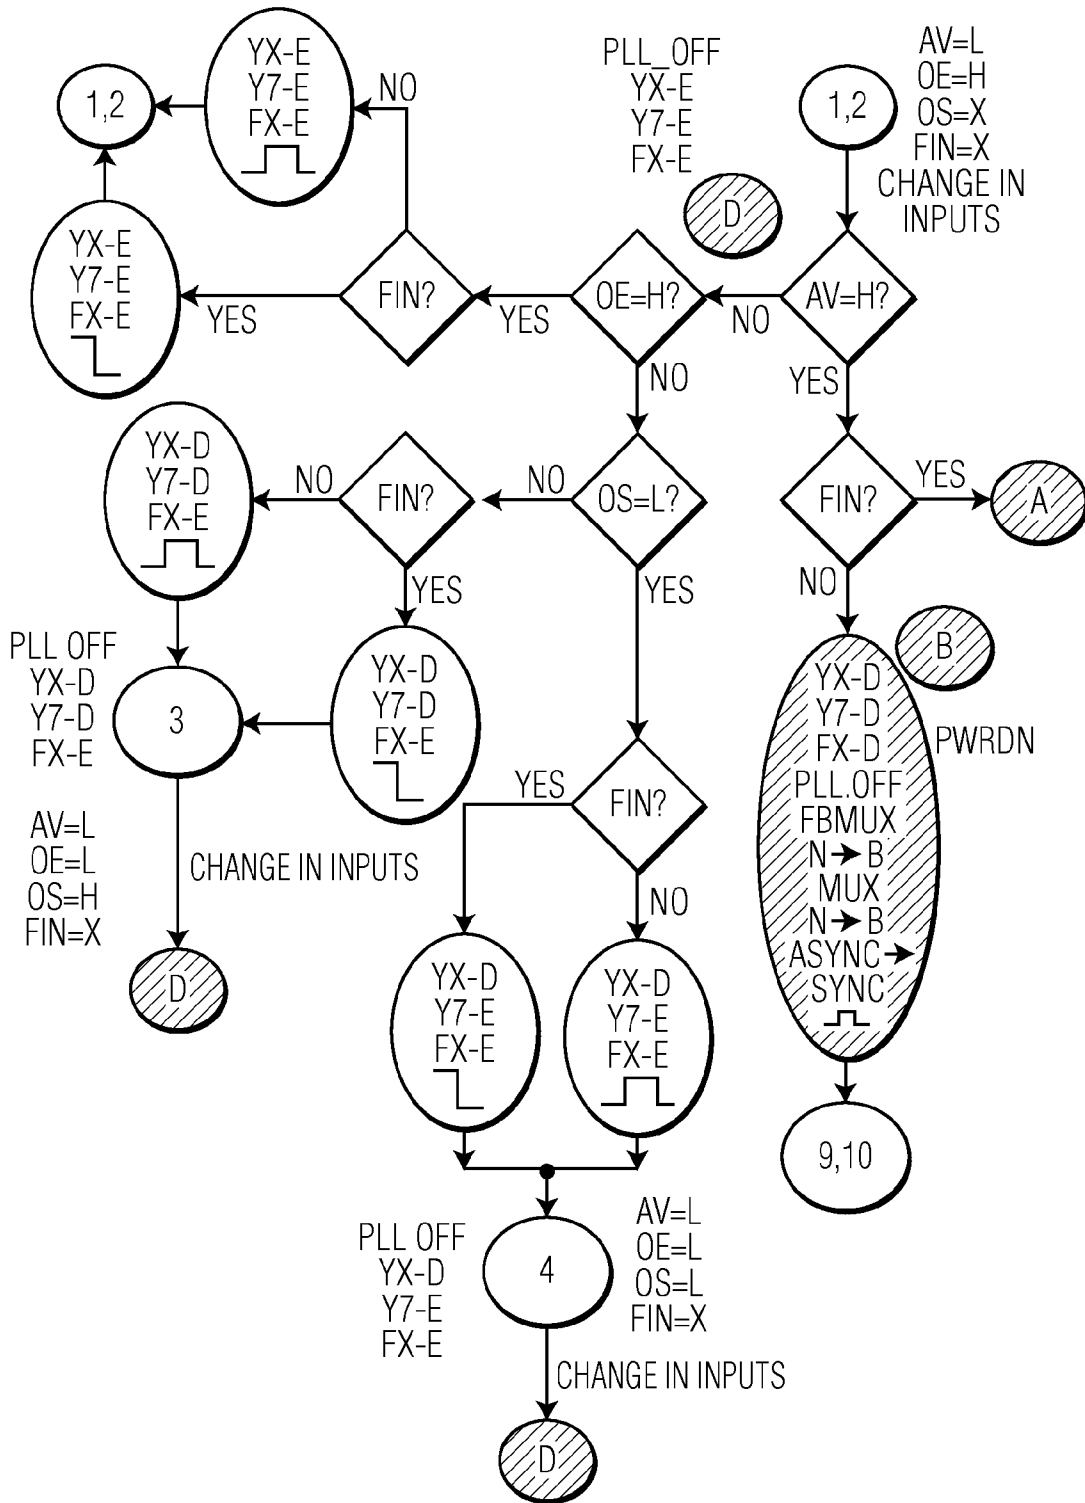 YX-E
Y7-E
FX-E
NO
1,2
PLL_OFF
YX-E
Y7-E
FX-E
D
1,2
AV=L
OE=H
OS=X
FIN=X
CHANGE IN
INPUTS
YX-E
Y7-E
FX-E
YES
FIN?
YES
OE=H?
NO
AV=H?
NO
YES
YX-D
Y7-D
FX-E
NO
FIN?
NO
OS=L?
FIN?
YES
A
YES
YES
NO
PLL OFF
YX-D
Y7-D
FX-E
3
YX-D
Y7-D
FX-E
B
YX-D
Y7-D
FX-D
PLL.OFF
FBMUX
N B
MUX
N B
ASYNC
SYNC
PWRDN
YES
FIN?
NO
AV=L
OE=L
OS=H
FIN=X
CHANGE IN INPUTS
D
YX-D
Y7-E
FX-E
YX-D
Y7-E
FX-E
9,10
PLL OFF
YX-D
Y7-E
FX-E
4
AV=L
OE=L
OS=L
FIN=X
CHANGE IN INPUTS
D